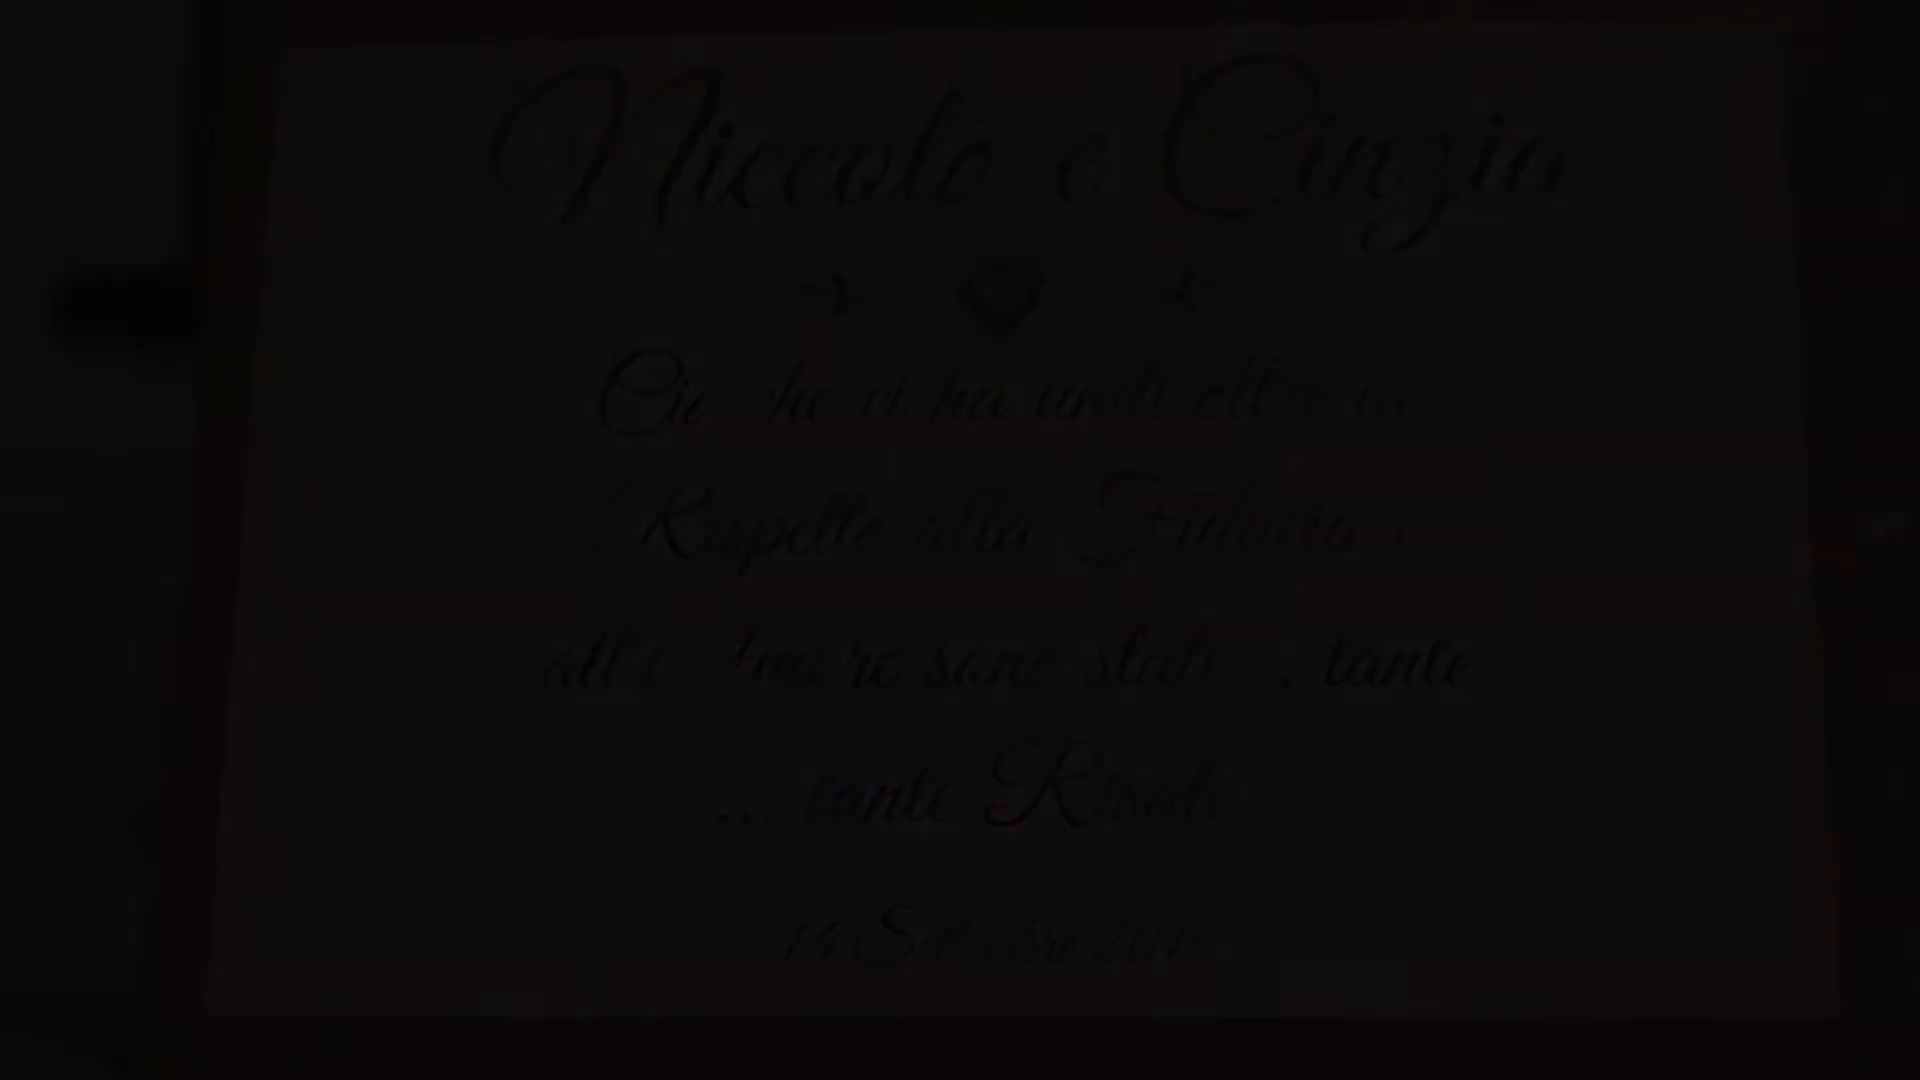 Niccolò e Cinzia
Ciò che ci ha uniti oltre al
Rispetto alla Fiducia e
all' Amore sono state... tante
... tante Risate
14 Settembre 2019